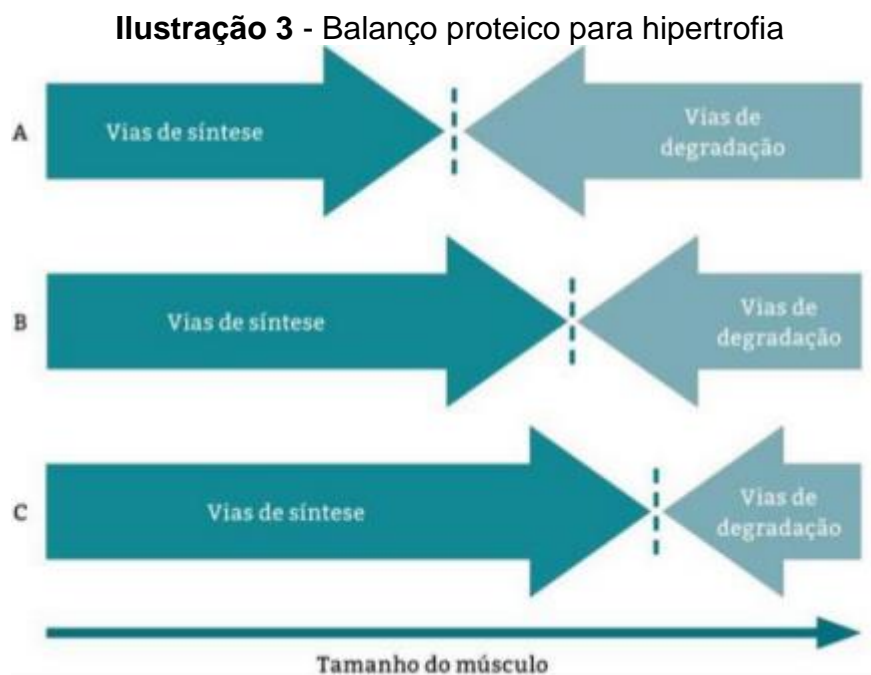 Ilustração 3 - Balanço proteico para hipertrofia
A
Vias de síntese
Vias de
degradação
B
Vias de síntese
Vias de
degradação
C
Vias de síntese
Vias de
degradação
Tamanho do músculo